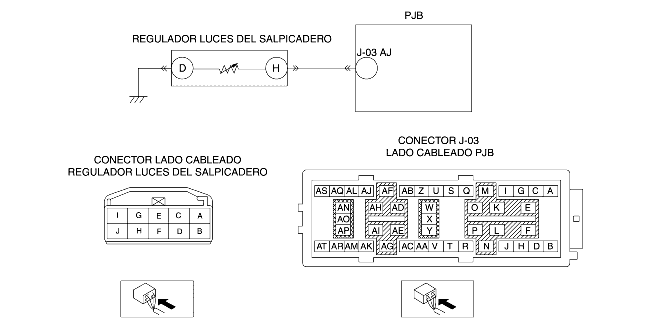 PJB
REGULADOR LUCES DEL SALPICADERO
J-03 AJ
D H
CONECTOR J-03
LADO CABLEADO PJB
CONECTOR LADO CABLEADO
REGULADOR LUCES DEL SALPICADERO
I G E C A
J H F D B
AS AQ AL AJ AF AB Z U S Q M I G C A
AN AH AD W O K E
AO X
AP AI AE Y P L F
AT AR AM AK AG AC AA V T R N J H D B